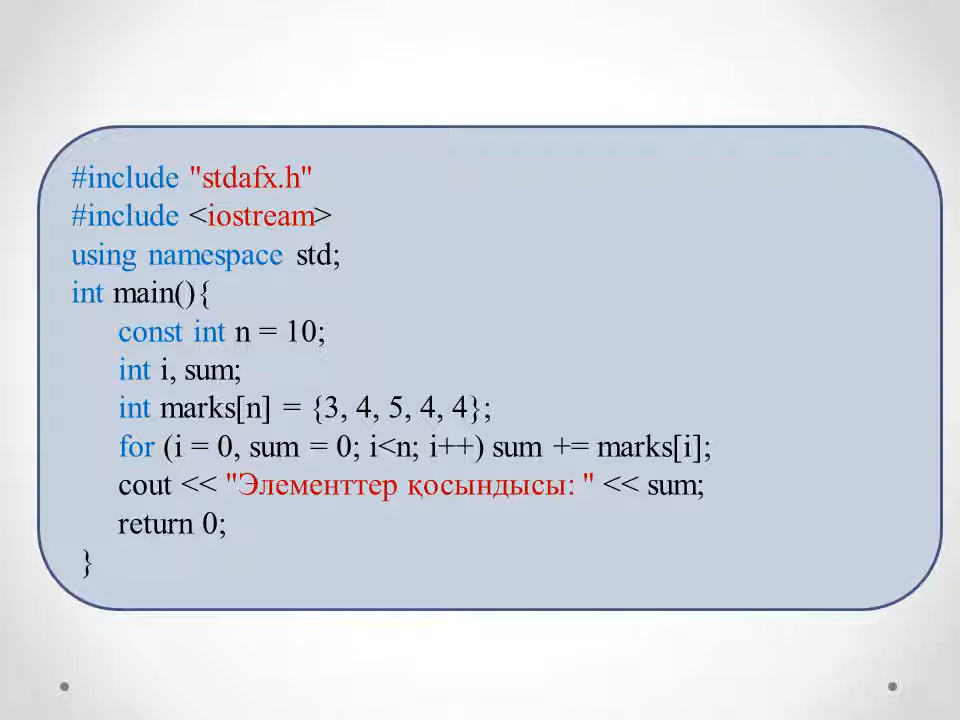 #include "stdafx.h"
#include <iostream>
using namespace std;
int main(){
const int n = 10;
int i, sum;
int marks[n] = {3, 4, 5, 4, 4};
for (i = 0, sum = 0; i<n; i++) sum += marks[i];
cout << "Элементтер қосындысы: " << sum;
return 0;
}